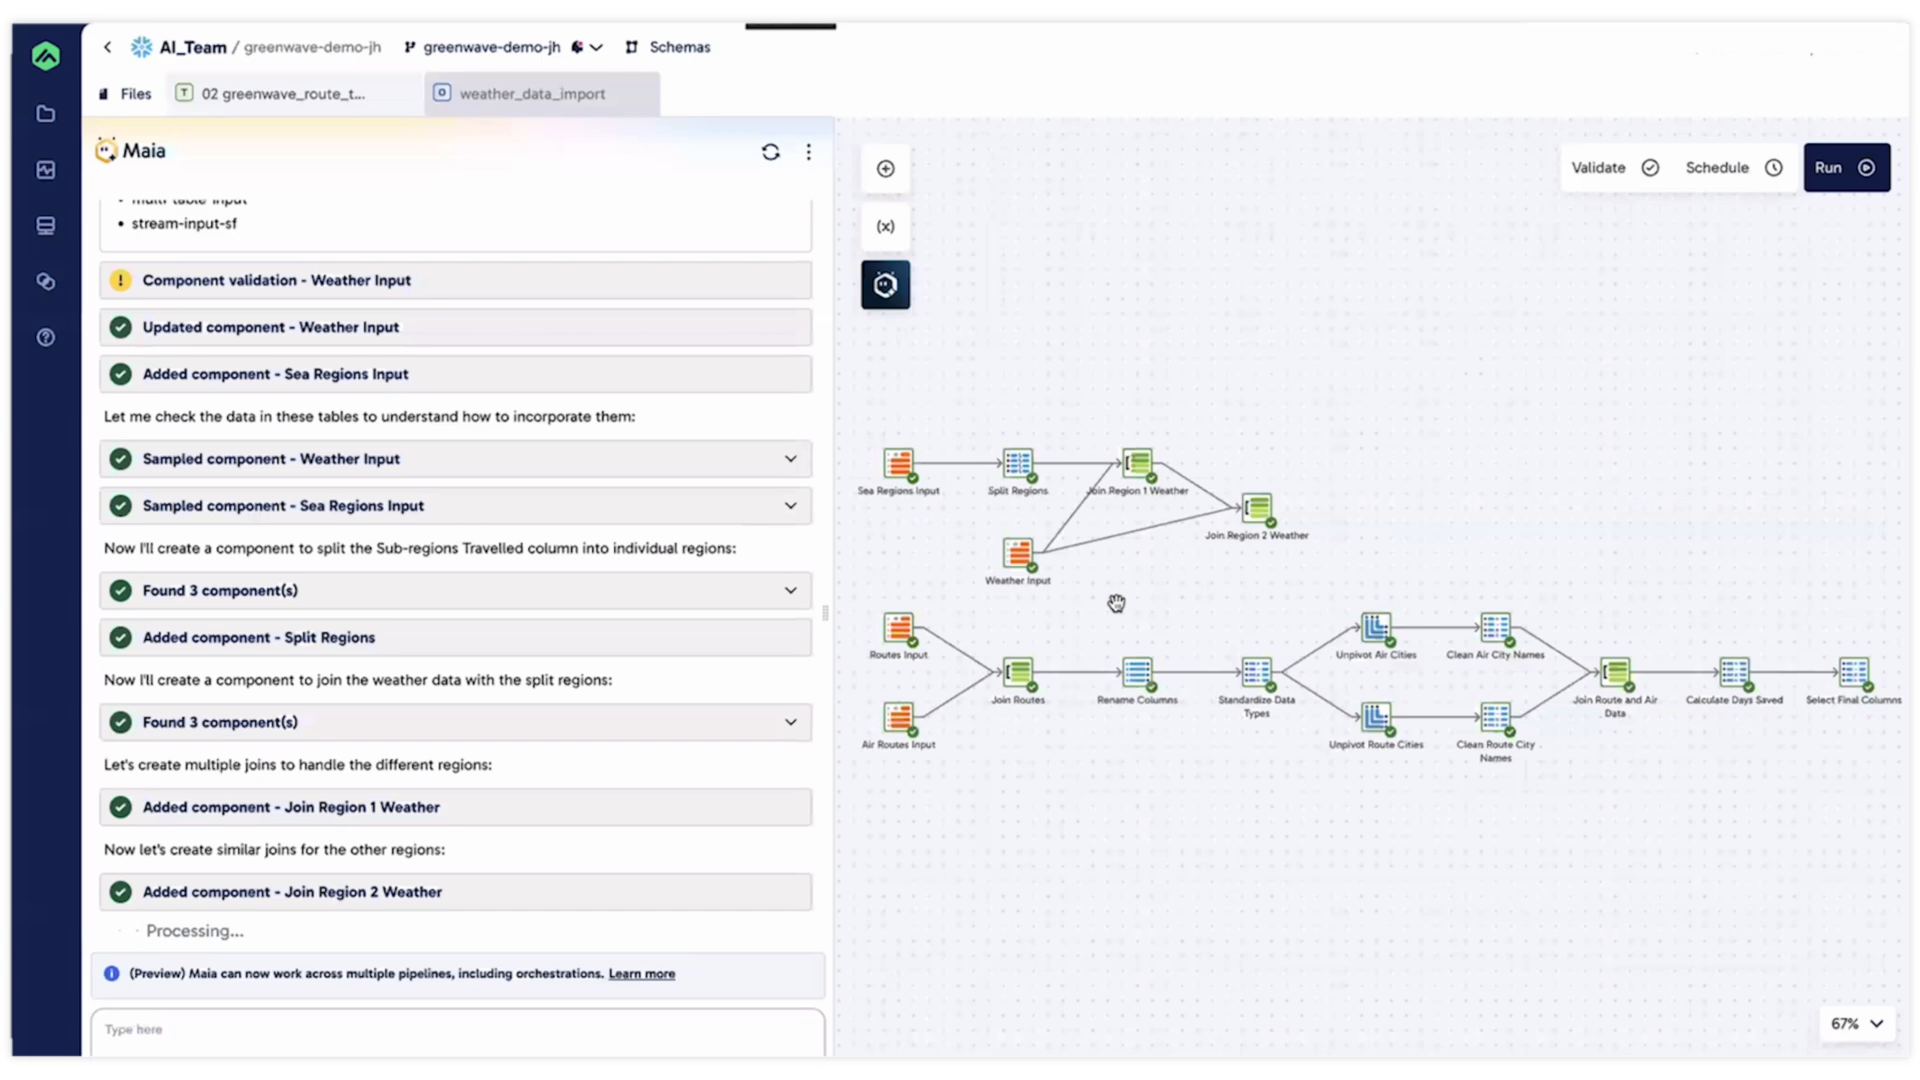 AI_Team / greenwave-demo-jh
greenwave-demo-jh
Schemas
Files
T 02 greenwave_route_t...
O weather_data_import
Maia
• multi-table-input
• stream-input-sf
Component validation - Weather Input
Updated component - Weather Input
Added component - Sea Regions Input
Let me check the data in these tables to understand how to incorporate them:
Sampled component - Weather Input
Sampled component - Sea Regions Input
Now I'll create a component to split the Sub-regions Travelled column into individual regions:
Found 3 component(s)
Added component - Split Regions
Now I'll create a component to join the weather data with the split regions:
Found 3 component(s)
Let's create multiple joins to handle the different regions:
Added component - Join Region 1 Weather
Now let's create similar joins for the other regions:
Added component - Join Region 2 Weather
Processing...
(Preview) Maia can now work across multiple pipelines, including orchestrations. Learn more
Type here
(x)
Validate
Schedule
Run
Sea Regions Input
Split Regions
Join Region 1 Weather
Join Region 2 Weather
Weather Input
Routes Input
Air Routes Input
Join Routes
Rename Columns
Standardize Data
Types
Unpivot Air Cities
Clean Air City Names
Unpivot Route Cities
Clean Route City
Names
Join Route and Air
Data
Calculate Days Saved
Select Final Columns
67%